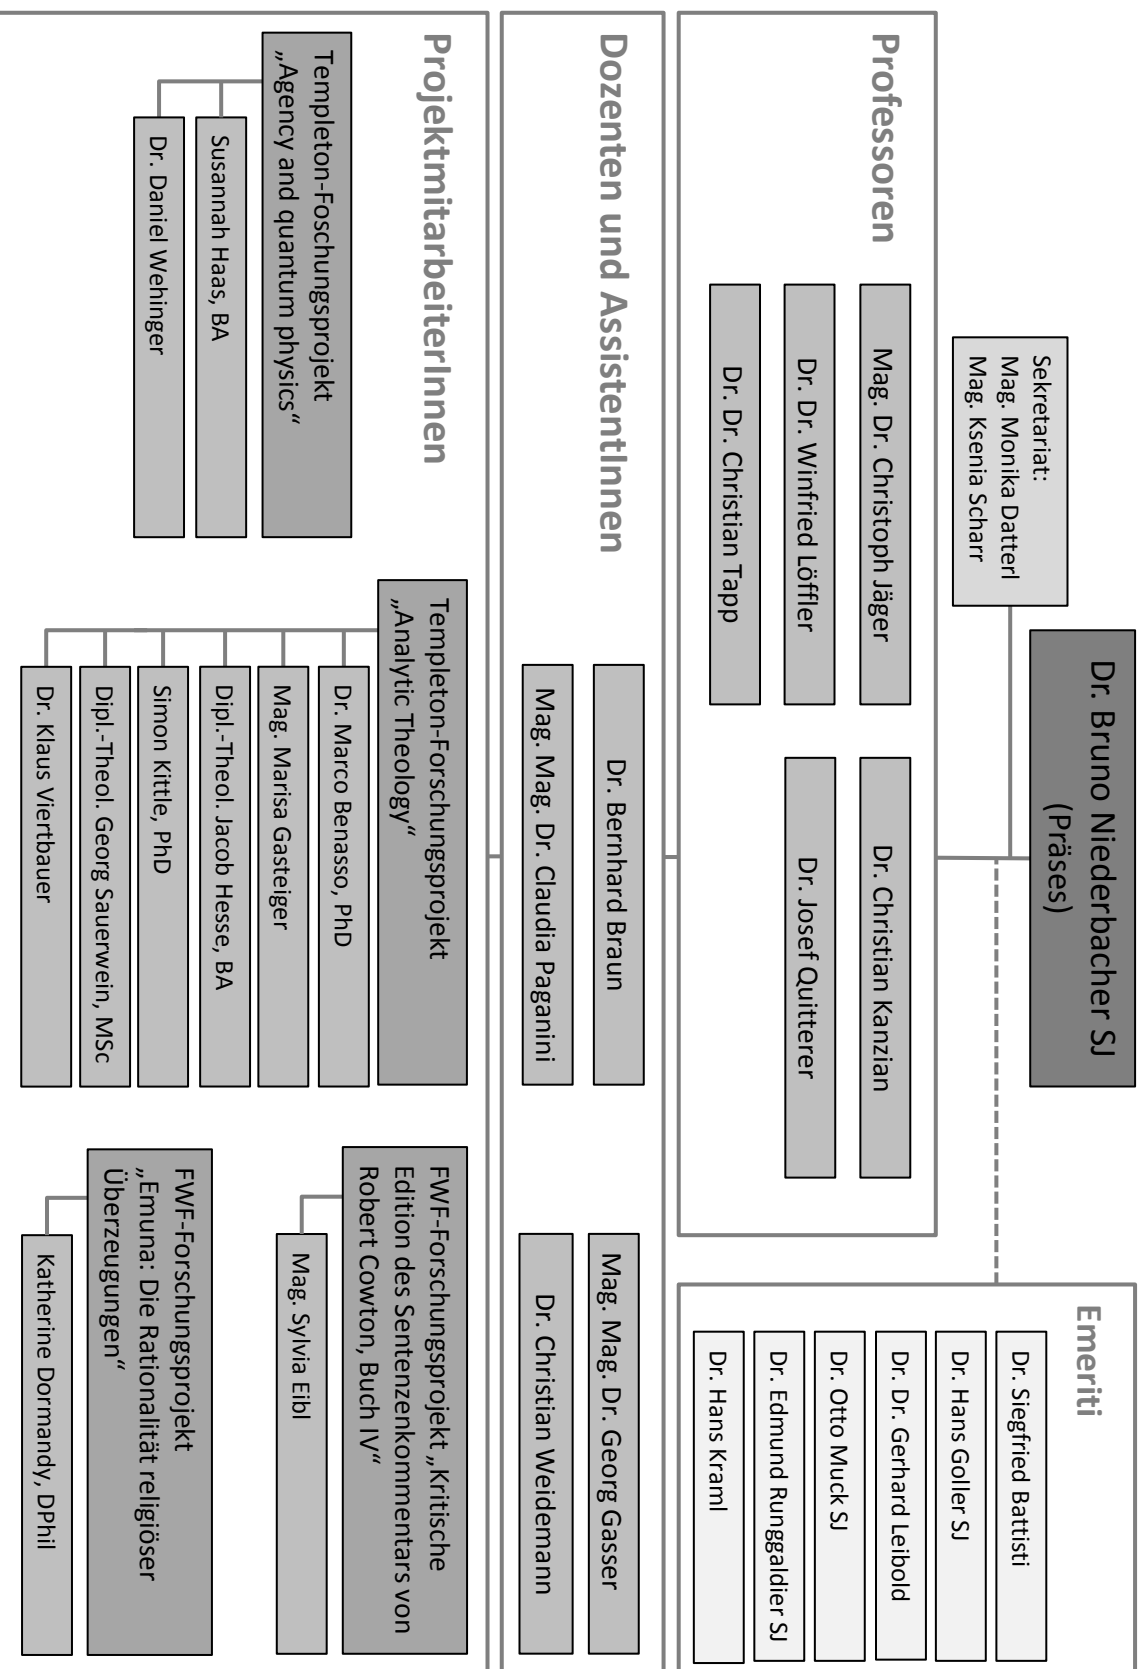 Dr. Bruno Niederbacher SJ
(Präses)
Sekretariat:
Mag. Monika Datterl
Mag. Ksenia Scharr
Professoren
Mag. Dr. Christoph Jäger
Dr. Dr. Winfried Löffler
Dr. Dr. Christian Tapp
Dr. Christian Kanzian
Dr. Josef Quitterer
Emeriti
Dr. Siegfried Battisti
Dr. Hans Goller SJ
Dr. Dr. Gerhard Leibold
Dr. Otto Muck SJ
Dr. Edmund Runggaldier SJ
Dr. Hans Kraml
Dozenten und AssistentInnen
Dr. Bernhard Braun
Mag. Mag. Dr. Claudia Paganini
Mag. Mag. Dr. Georg Gasser
Dr. Christian Weidemann
ProjektmitarbeiterInnen
Templeton-Foschungsprojekt
„Agency and quantum physics“
Susannah Haas, BA
Dr. Daniel Wehinger
Templeton-Forschungsprojekt
„Analytic Theology“
Dr. Marco Benasso, PhD
Mag. Marisa Gasteiger
Dipl.-Theol. Jacob Hesse, BA
Simon Kittle, PhD
Dipl.-Theol. Georg Sauerwein, MSc
Dr. Klaus Viertbauer
FWF-Forschungsprojekt „Kritische
Edition des Sentenzenkommentars von
Robert Cowton, Buch IV“
Mag. Sylvia Eibl
FWF-Forschungsprojekt
„Emuna: Die Rationalität religiöser
Überzeugungen“
Katherine Dormandy, DPhil